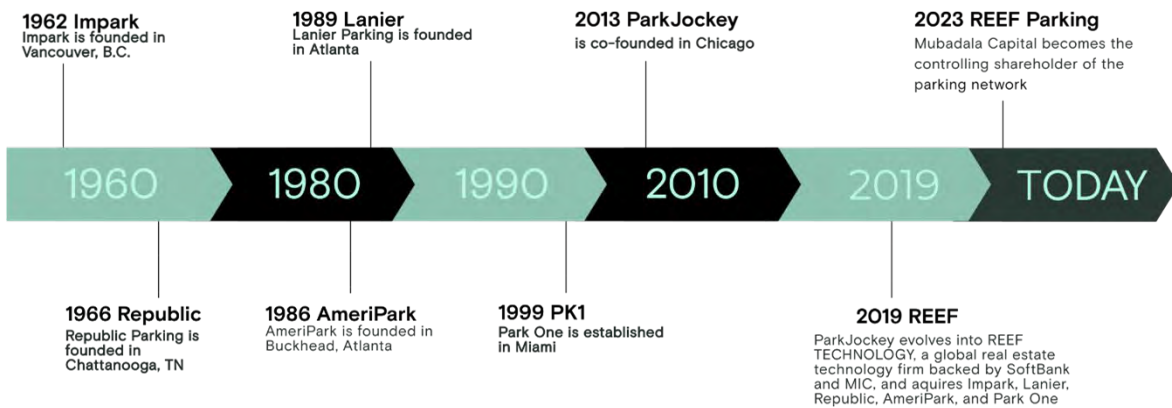 1962 Impark
Impark is founded in
Vancouver, B.C.
1989 Lanier
Lanier Parking is founded
in Atlanta
2013 ParkJockey
is co-founded in Chicago
2023 REEF Parking
Mubadala Capital becomes the
controlling shareholder of the
parking network
1960
1980
1990
2010
2019
TODAY
1966 Republic
Republic Parking is
founded in
Chattanooga, TN
1986 AmeriPark
AmeriPark is founded in
Buckhead, Atlanta
1999 PK1
Park One is established
in Miami
2019 REEF
ParkJockey evolves into REEF
TECHNOLOGY, a global real estate
technology firm backed by SoftBank
and MIC, and aquires Impark, Lanier,
Republic, AmeriPark, and Park One